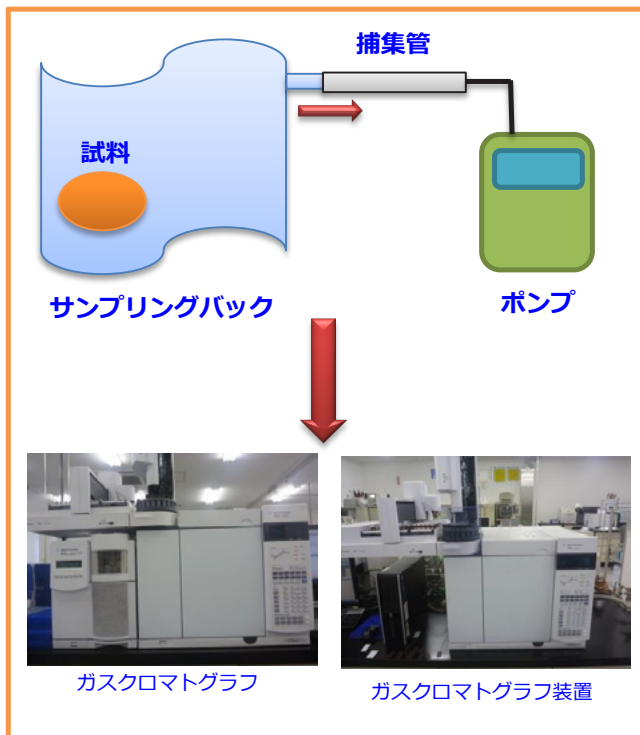 捕集管
試料
サンプリングバック
ポンプ
ガスクロマトグラフ
ガスクロマトグラフ装置